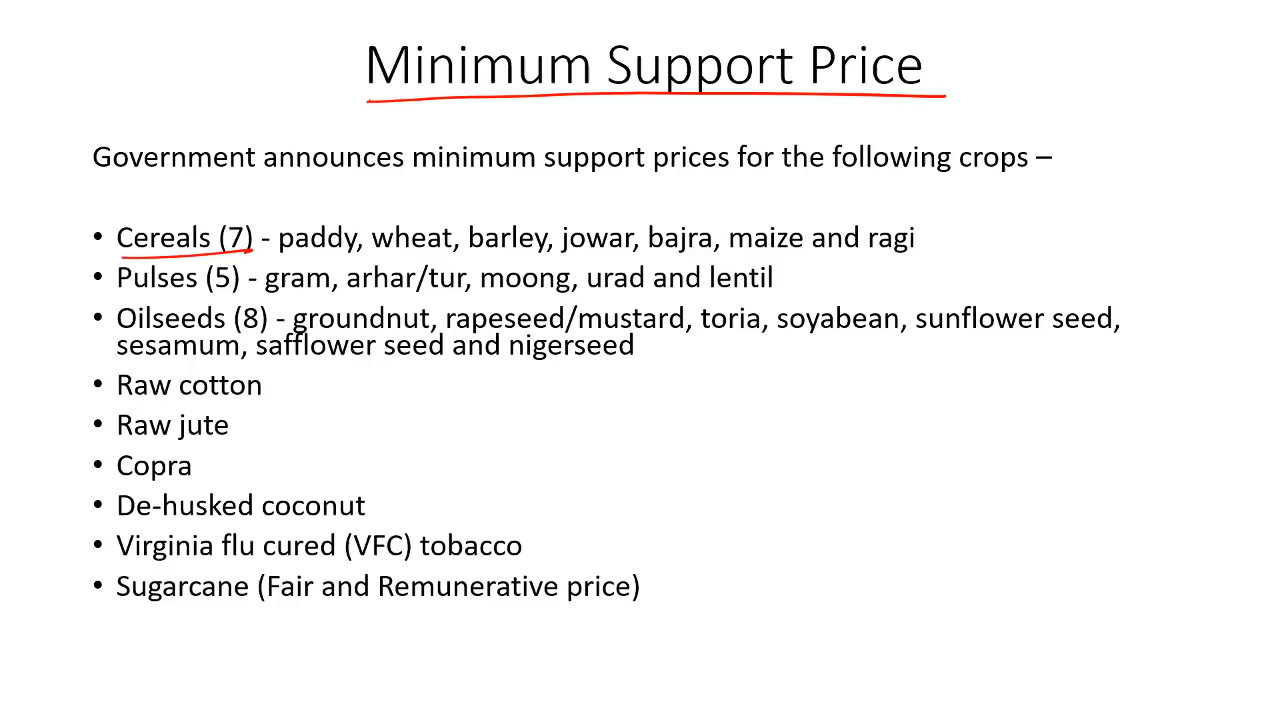 Minimum Support Price
Government announces minimum support prices for the following crops –
• Cereals (7) - paddy, wheat, barley, jowar, bajra, maize and ragi
• Pulses (5) - gram, arhar/tur, moong, urad and lentil
• Oilseeds (8) - groundnut, rapeseed/mustard, toria, soyabean, sunflower seed,
sesamum, safflower seed and nigerseed
• Raw cotton
• Raw jute
• Copra
• De-husked coconut
• Virginia flu cured (VFC) tobacco
• Sugarcane (Fair and Remunerative price)